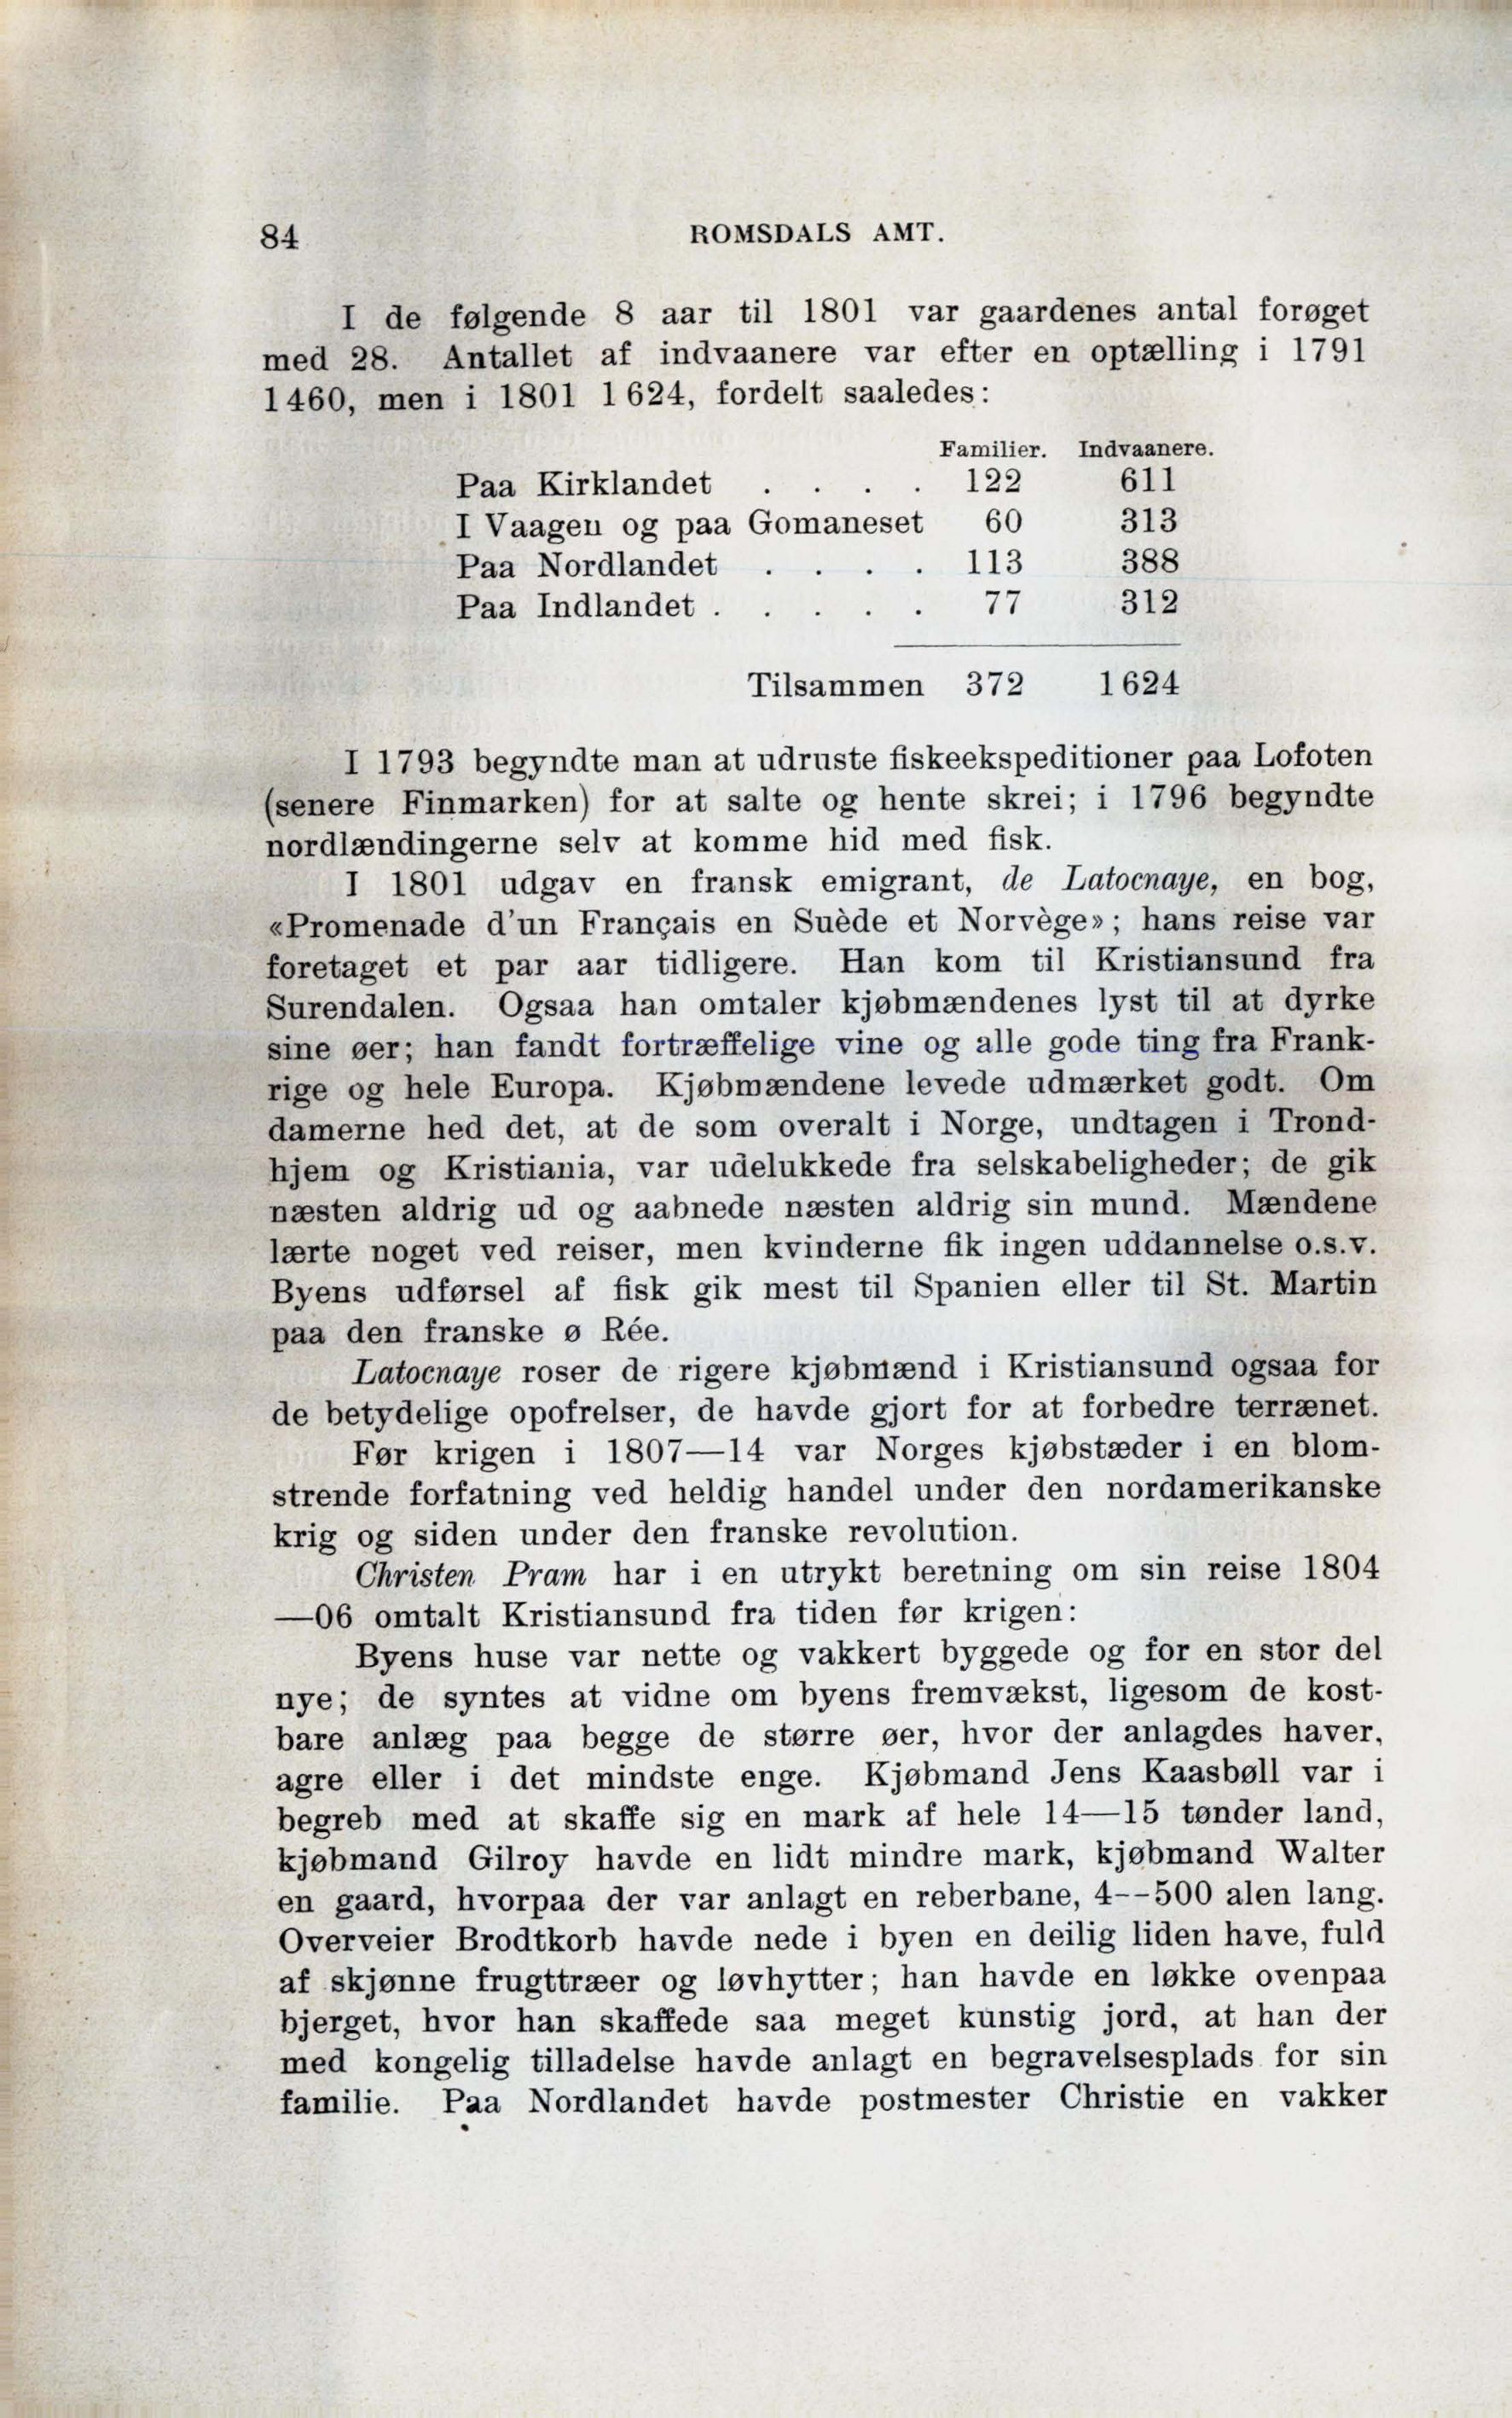 84 ROMSDALS AMT.
I de følgende 8 aar til 1801 var gaardenes antal forøget
med 28. Antallet af indvaanere var efter en optælling i 1791
1460, men i 1801 1624, fordelt saaledes:
Familier. Indvaanere.
Paa Kirklandet . . . . 122 611
I Vaagen og paa Gomaneset 60 313
Paa Nordlandet . . . . 113 388
Paa Indlandet . . . . . 77 312
Tilsammen 372 1624
I 1793 begyndte man at udruste fiskeekspeditioner paa Lofoten
(senere Finmarken) for at salte og hente skrei; i 1796 begyndte
nordlændingerne selv at komme hid med fisk.
I 1801 udgav en fransk emigrant, de Latocnaye, en bog,
«Promenade d'un Français en Suède et Norvège»; hans reise var
foretaget et par aar tidligere. Han kom til Kristiansund fra
Surendalen. Ogsaa han omtaler kjøbmændenes lyst til at dyrke
sine øer; han fandt fortræffelige vine og alle gode ting fra Frank-
rige og hele Europa. Kjøbmændene levede udmærket godt. Om
damerne hed det, at de som overalt i Norge, undtagen i Trond-
hjem og Kristiania, var udelukkede fra selskabeligheder; de gik
næsten aldrig ud og aabnede næsten aldrig sin mund. Mændene
lærte noget ved reiser, men kvinderne fik ingen uddannelse o.s.v.
Byens udførsel af fisk gik mest til Spanien eller til St. Martin
paa den franske ø Rée.
Latocnaye roser de rigere kjøbmænd i Kristiansund ogsaa for
de betydelige opofrelser, de havde gjort for at forbedre terrænet.
Før krigen i 1807—14 var Norges kjøbstæder i en blom-
strende forfatning ved heldig handel under den nordamerikanske
krig og siden under den franske revolution.
Christen Pram har i en utrykt beretning om sin reise 1804
—06 omtalt Kristiansund fra tiden før krigen:
Byens huse var nette og vakkert byggede og for en stor del
nye; de syntes at vidne om byens fremvækst, ligesom de kost-
bare anlæg paa begge de større øer, hvor der anlagdes haver,
agre eller i det mindste enge. Kjøbmand Jens Kaasbøll var i
begreb med at skaffe sig en mark af hele 14—15 tønder land,
kjøbmand Gilroy havde en lidt mindre mark, kjøbmand Walter
en gaard, hvorpaa der var anlagt en reberbane, 4--500 alen lang.
Overveier Brodtkorb havde nede i byen en deilig liden have, fuld
af skjønne frugttræer og løvhytter; han havde en løkke ovenpaa
bjerget, hvor han skaffede saa meget kunstig jord, at han der
med kongelig tilladelse havde anlagt en begravelsesplads for sin
familie. Paa Nordlandet havde postmester Christie en vakker